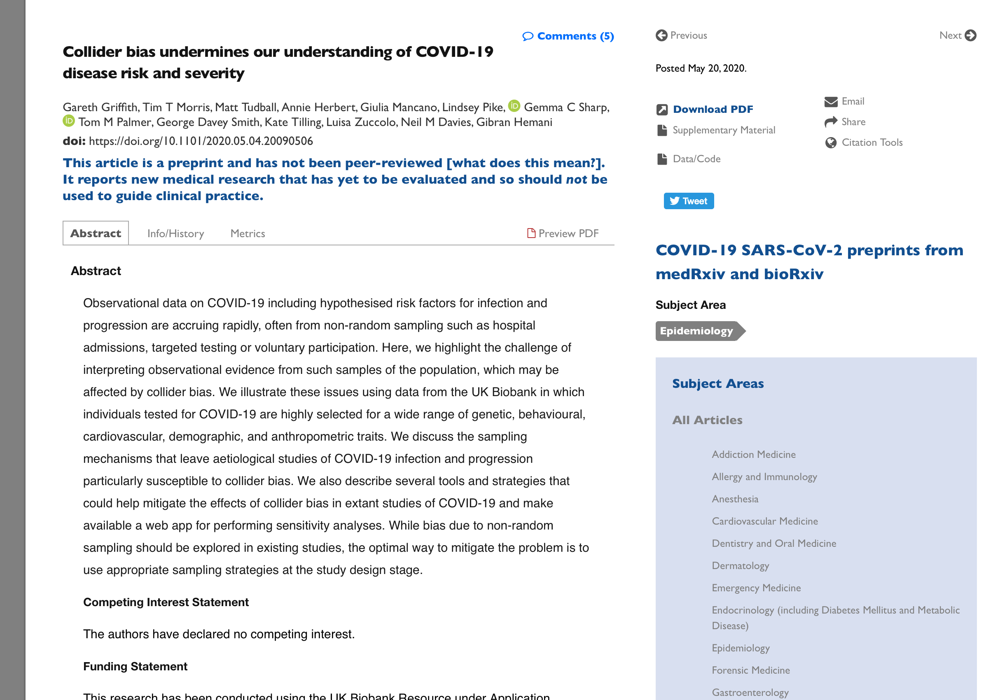 Comments (5)
Collider bias undermines our understanding of COVID-19
disease risk and severity
Gareth Griffith, Tim T Morris, Matt Tudball, Annie Herbert, Giulia Mancano, Lindsey Pike, iD Gemma C Sharp,
iD Tom M Palmer, George Davey Smith, Kate Tilling, Luisa Zuccolo, Neil M Davies, Gibran Hemani
doi: https://doi.org/10.1101/2020.05.04.20090506
This article is a preprint and has not been peer-reviewed [what does this mean?].
It reports new medical research that has yet to be evaluated and so should not be
used to guide clinical practice.
Abstract Info/History Metrics Preview PDF
Abstract
Observational data on COVID-19 including hypothesised risk factors for infection and
progression are accruing rapidly, often from non-random sampling such as hospital
admissions, targeted testing or voluntary participation. Here, we highlight the challenge of
interpreting observational evidence from such samples of the population, which may be
affected by collider bias. We illustrate these issues using data from the UK Biobank in which
individuals tested for COVID-19 are highly selected for a wide range of genetic, behavioural,
cardiovascular, demographic, and anthropometric traits. We discuss the sampling
mechanisms that leave aetiological studies of COVID-19 infection and progression
particularly susceptible to collider bias. We also describe several tools and strategies that
could help mitigate the effects of collider bias in extant studies of COVID-19 and make
available a web app for performing sensitivity analyses. While bias due to non-random
sampling should be explored in existing studies, the optimal way to mitigate the problem is to
use appropriate sampling strategies at the study design stage.
Competing Interest Statement
The authors have declared no competing interest.
Funding Statement
This research has been conducted using the UK Biobank Resource under Application
Previous Next
Posted May 20, 2020.
Download PDF
Supplementary Material
Data/Code
Email
Share
Citation Tools
Tweet
COVID-19 SARS-CoV-2 preprints from
medRxiv and bioRxiv
Subject Area
Epidemiology
Subject Areas
All Articles
Addiction Medicine
Allergy and Immunology
Anesthesia
Cardiovascular Medicine
Dentistry and Oral Medicine
Dermatology
Emergency Medicine
Endocrinology (including Diabetes Mellitus and Metabolic
Disease)
Epidemiology
Forensic Medicine
Gastroenterology